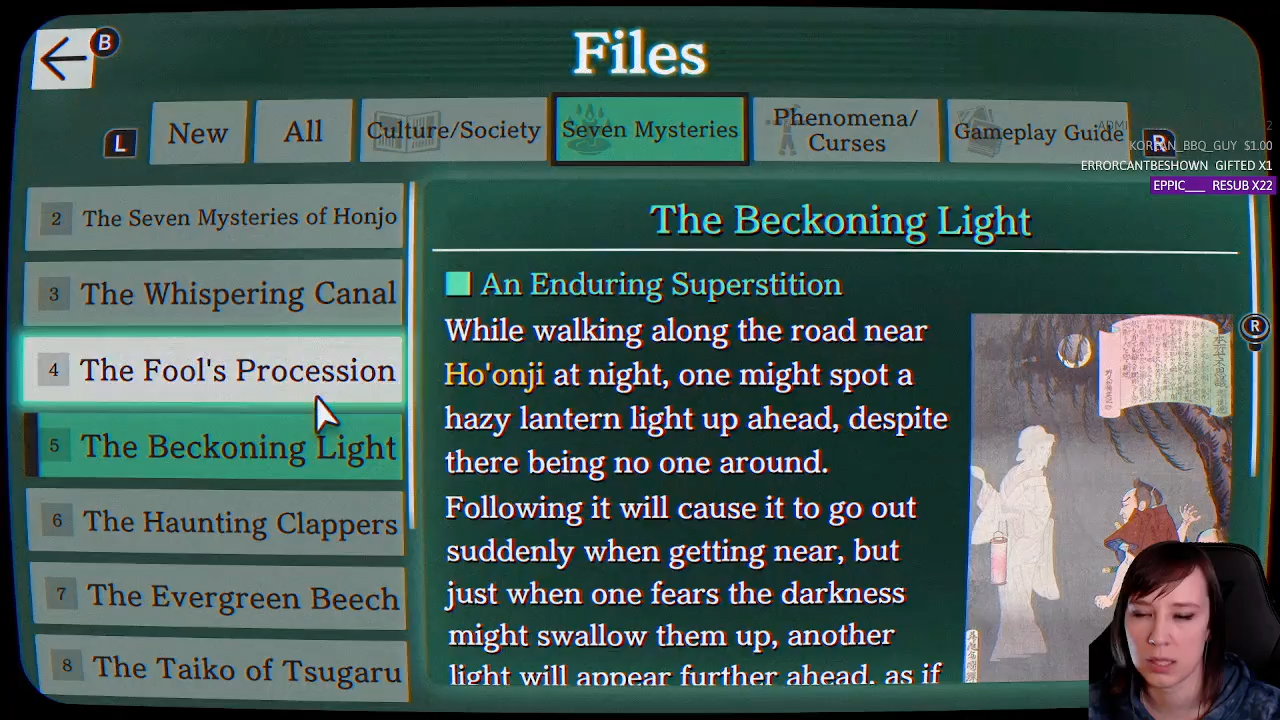 B
Files
L
New
All
Culture/Society
Seven Mysteries
Phenomena/
Curses
Gameplay Guide
R
KOREAN_BBQ_GUY $1.00
ERRORCANTBESHOWN GIFTED X1
EPPIC___ RESUB X22
2 The Seven Mysteries of Honjo
3 The Whispering Canal
4 The Fool's Procession
5 The Beckoning Light
6 The Haunting Clappers
7 The Evergreen Beech
8 The Taiko of Tsugaru
The Beckoning Light
An Enduring Superstition
While walking along the road near
Ho'onji at night, one might spot a
hazy lantern light up ahead, despite
there being no one around.
Following it will cause it to go out
suddenly when getting near, but
just when one fears the darkness
might swallow them up, another
light will appear further ahead, as if
R